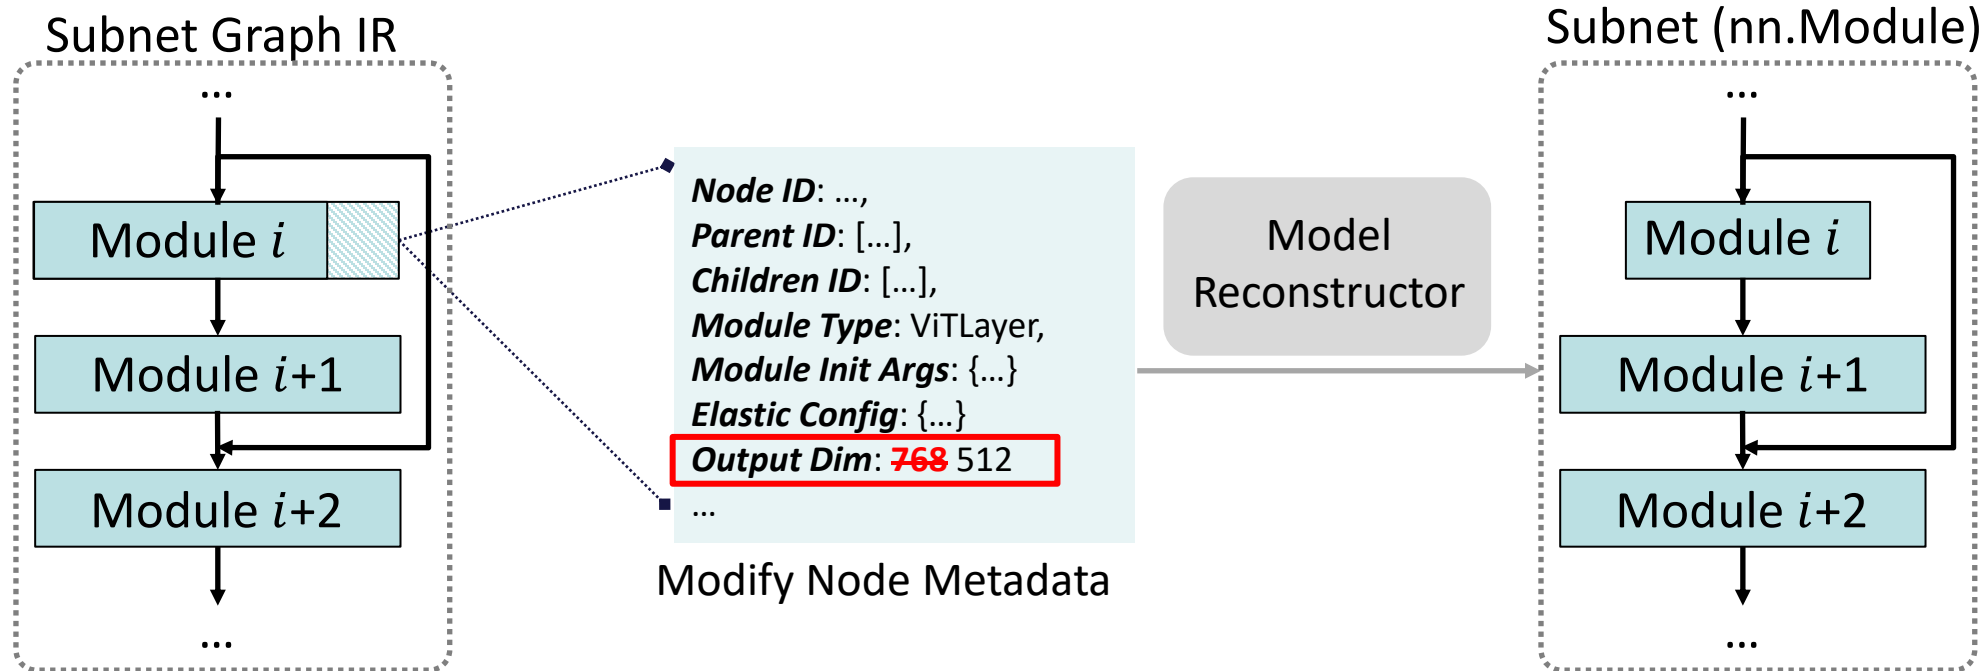 Subnet Graph IR
...
Module i
Module i+1
Module i+2
...
Node ID: ...,
Parent ID: [...],
Children ID: [...],
Module Type: ViTLayer,
Module Init Args: {...}
Elastic Config: {...}
Output Dim: 768 512
...
Modify Node Metadata
Model
Reconstructor
Subnet (nn.Module)
...
Module i
Module i+1
Module i+2
...